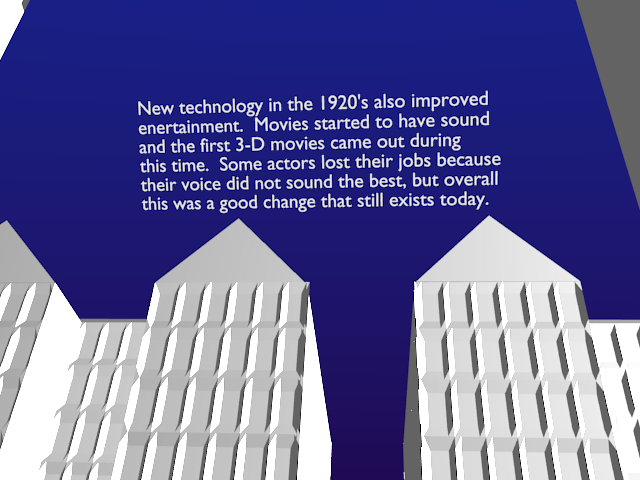 New technology in the 1920's also improved
enertainment.  Movies started to have sound
and the first 3-D movies came out during
this time.  Some actors lost their jobs because
their voice did not sound the best, but overall
this was a good change that still exists today.